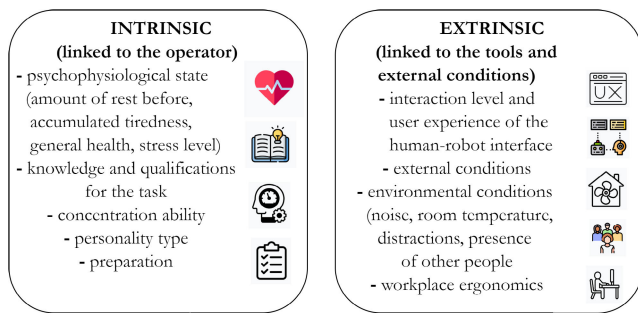 INTRINSIC
(linked to the operator)
- psychophysiological state
(amount of rest before,
accumulated tiredness,
general health, stress level)
- knowledge and qualifications
for the task
- concentration ability
- personality type
- preparation
EXTRINSIC
(linked to the tools and
external conditions)
- interaction level and
user experience of the
human-robot interface
- external conditions
- environmental conditions
(noise, room temperature,
distractions, presence
of other people
- workplace ergonomics
UX